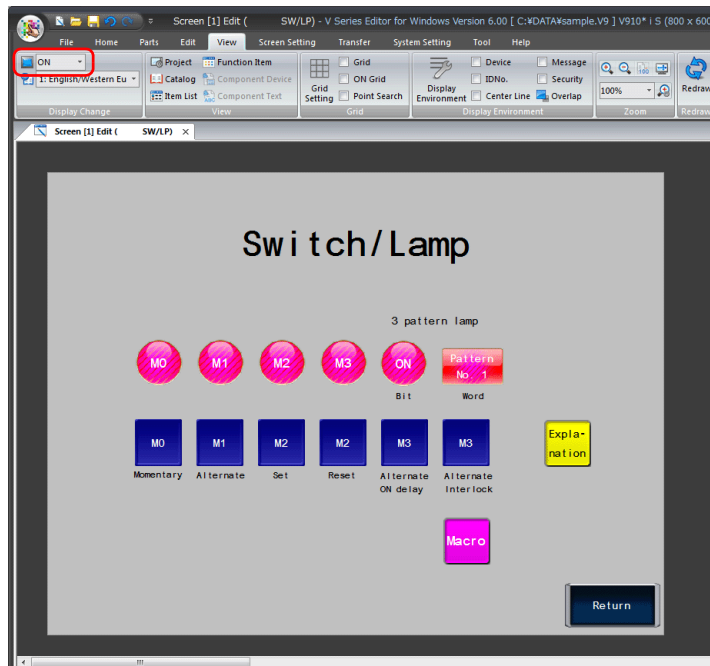 Screen [1] Edit ( SW/LP) - V Series Editor for Windows Version 6.00 [ C:¥DATA¥sample.V9 ] V910* i S (800 x 600
File Home Parts Edit View Screen Setting Transfer System Setting Tool Help
ON
1: English/Western Eu
Display Change
Project Function Item
Catalog Component Device
Item List Component Text
View
Grid Setting
Grid
ON Grid
Point Search
Grid
Display Environment
Device Message
IDNo. Security
Center Line Overlap
Display Environment
100
100%
Zoom
Redraw
Redraw
Screen [1] Edit ( SW/LP) ×
Switch/Lamp
3 pattern lamp
M0 M1 M2 M3 ON Pattern
No. 1
Bit Word
M0 M1 M2 M2 M3 M3
Expla-
nation
Momentary Alternate Set Reset Alternate Alternate
ON delay Interlock
Macro
Return